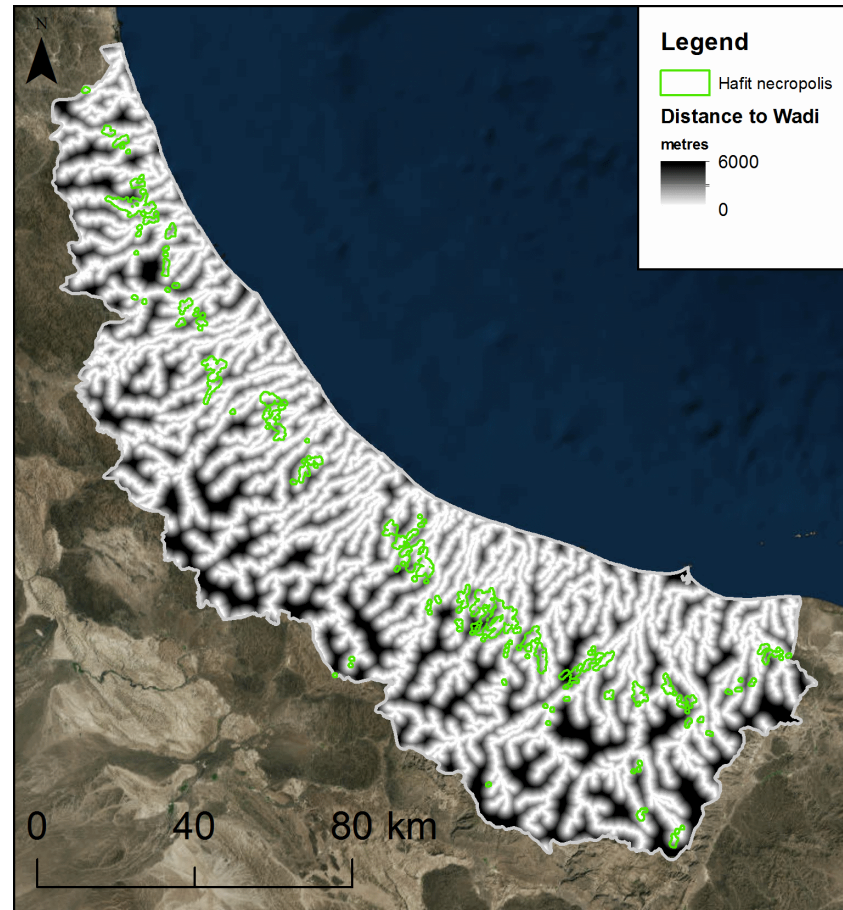 N
Legend
Hafit necropolis
Distance to Wadi
metres
6000
0
0 40 80 km